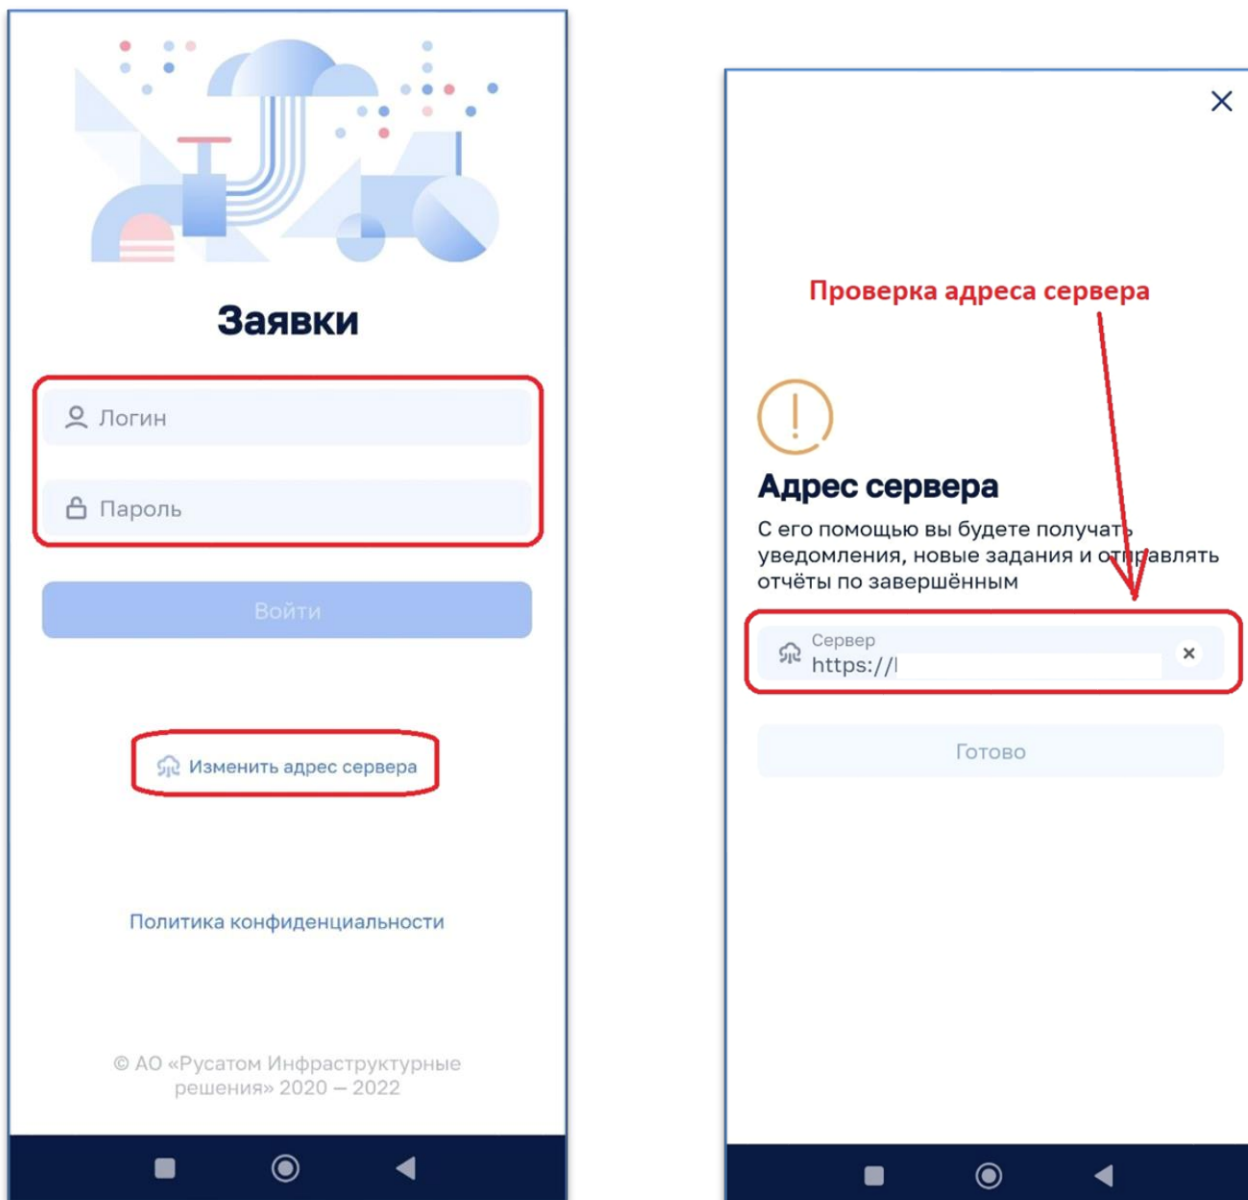 Заявки
Логин
Пароль
Войти
Изменить адрес сервера
Политика конфиденциальности
© АО «Русатом Инфраструктурные
решения» 2020 — 2022
Проверка адреса сервера
Адрес сервера
С его помощью вы будете получать
уведомления, новые задания и отправлять
отчёты по завершённым
Сервер
https://
Готово